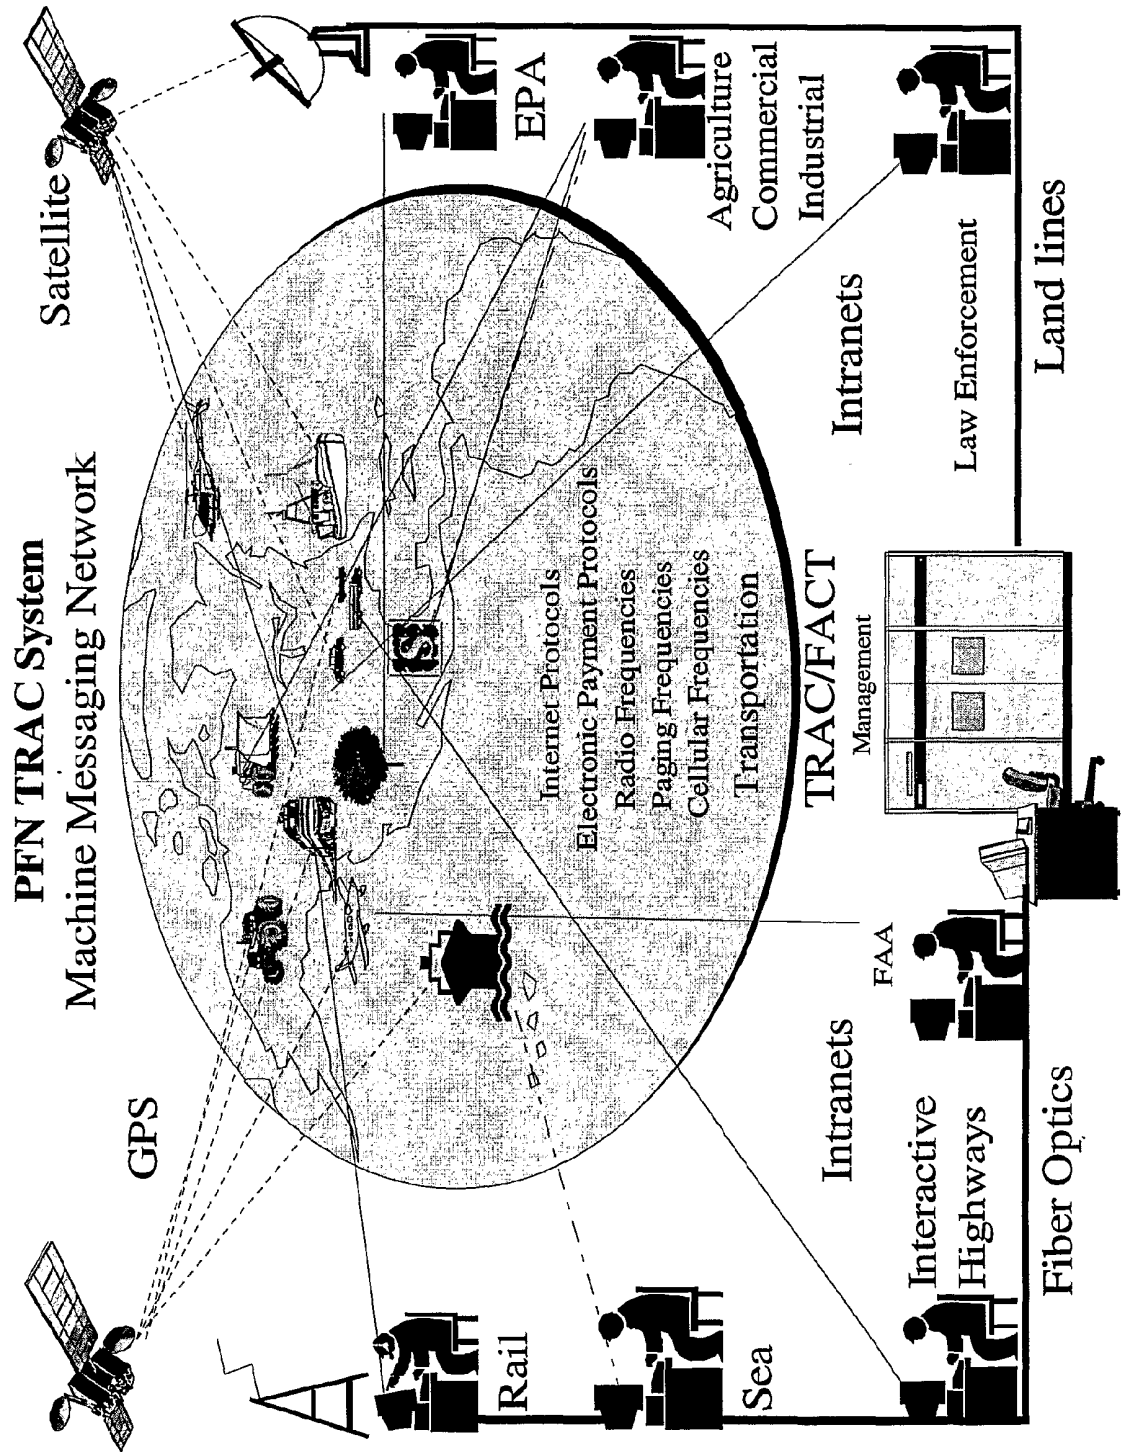 PFN TRAC System
Machine Messaging Network
GPS
Satellite
Rail
EPA
Sea
Agriculture
Commercial
Industrial
Internet Protocols
Electronic Payment Protocols
Radio Frequencies
Paging Frequencies
Cellular Frequencies
Transportation
S
TRAC/FACT
Management
Intranets
Intranets
FAA
Interactive
Highways
Law Enforcement
Fiber Optics
Land lines